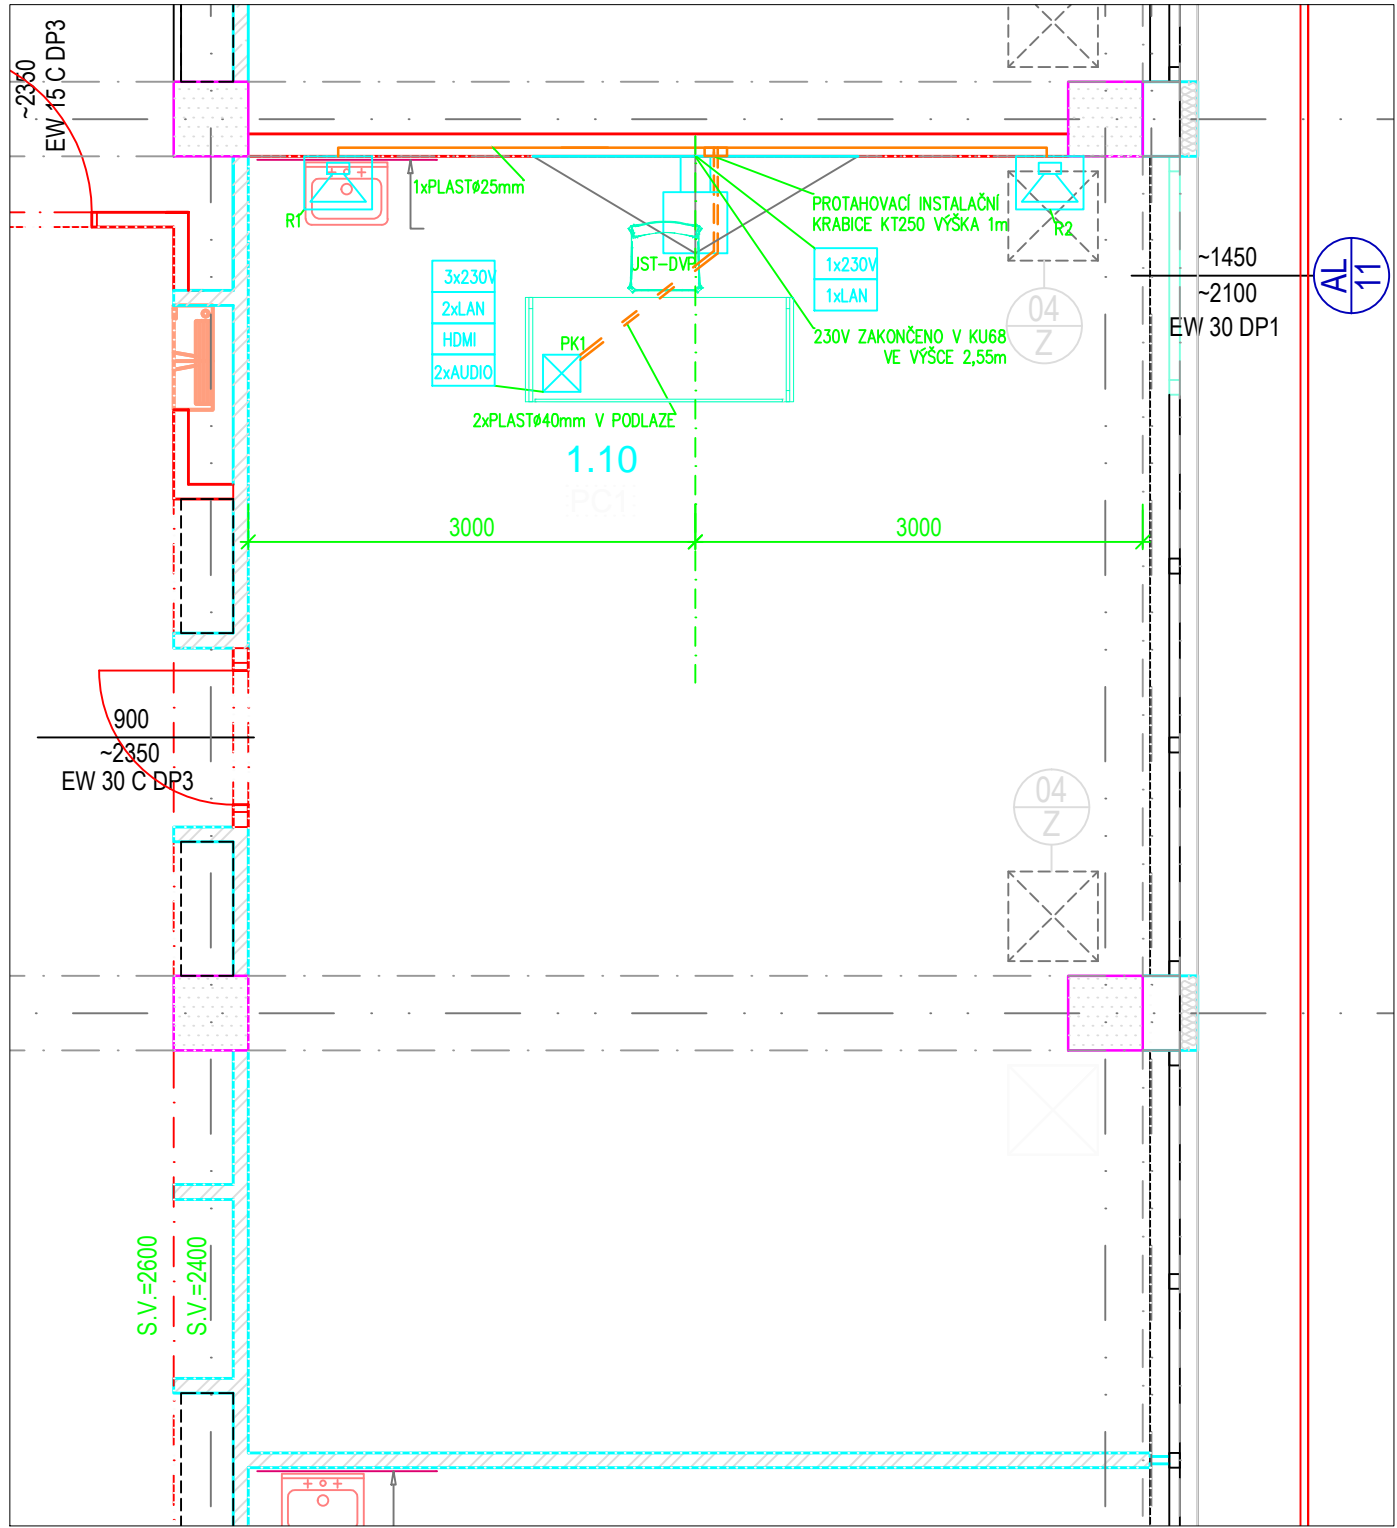 ~2350
EW 15 C DP3
1xPLASTø25mm
R1
PROTAHOVACÍ INSTALAČNÍ
KRABICE KT250 VÝŠKA 1m
R2
UST-DVP
3x230V
2xLAN
HDMI
2xAUDIO
1x230V
1xLAN
~1450
~2100
EW 30 DP1
AL
11
04
Z
230V ZAKONČENO V KU68
VE VÝŠCE 2,55m
PK1
2xPLASTø40mm V PODLAZE
1.10
PC1
3000
3000
900
~2350
EW 30 C DP3
04
Z
S.V.=2600
S.V.=2400